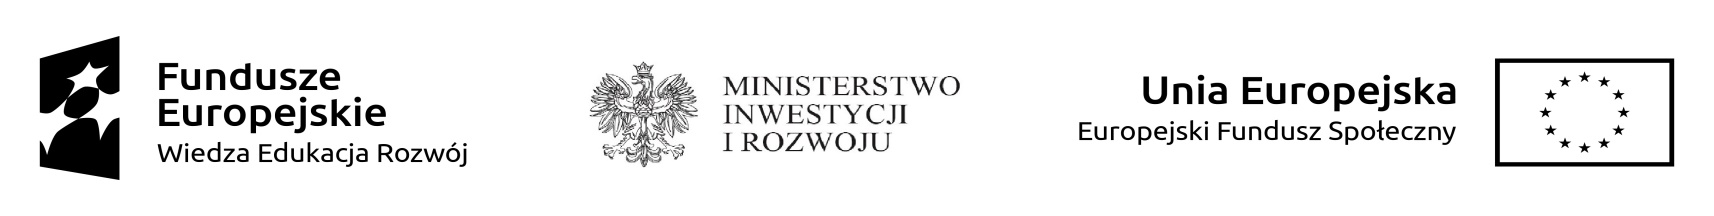 Fundusze
Europejskie
Wiedza Edukacja Rozwój
MINISTERSTWO
INWESTYCJI
I ROZWOJU
Unia Europejska
Europejski Fundusz Społeczny